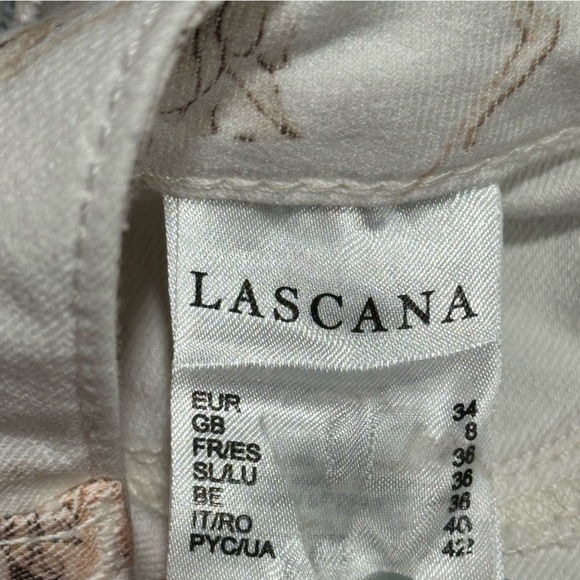 LASCANA
EUR 34
GB 8
FR/ES 36
SL/LU 36
BE 36
IT/RO 40
PYC/UA 42